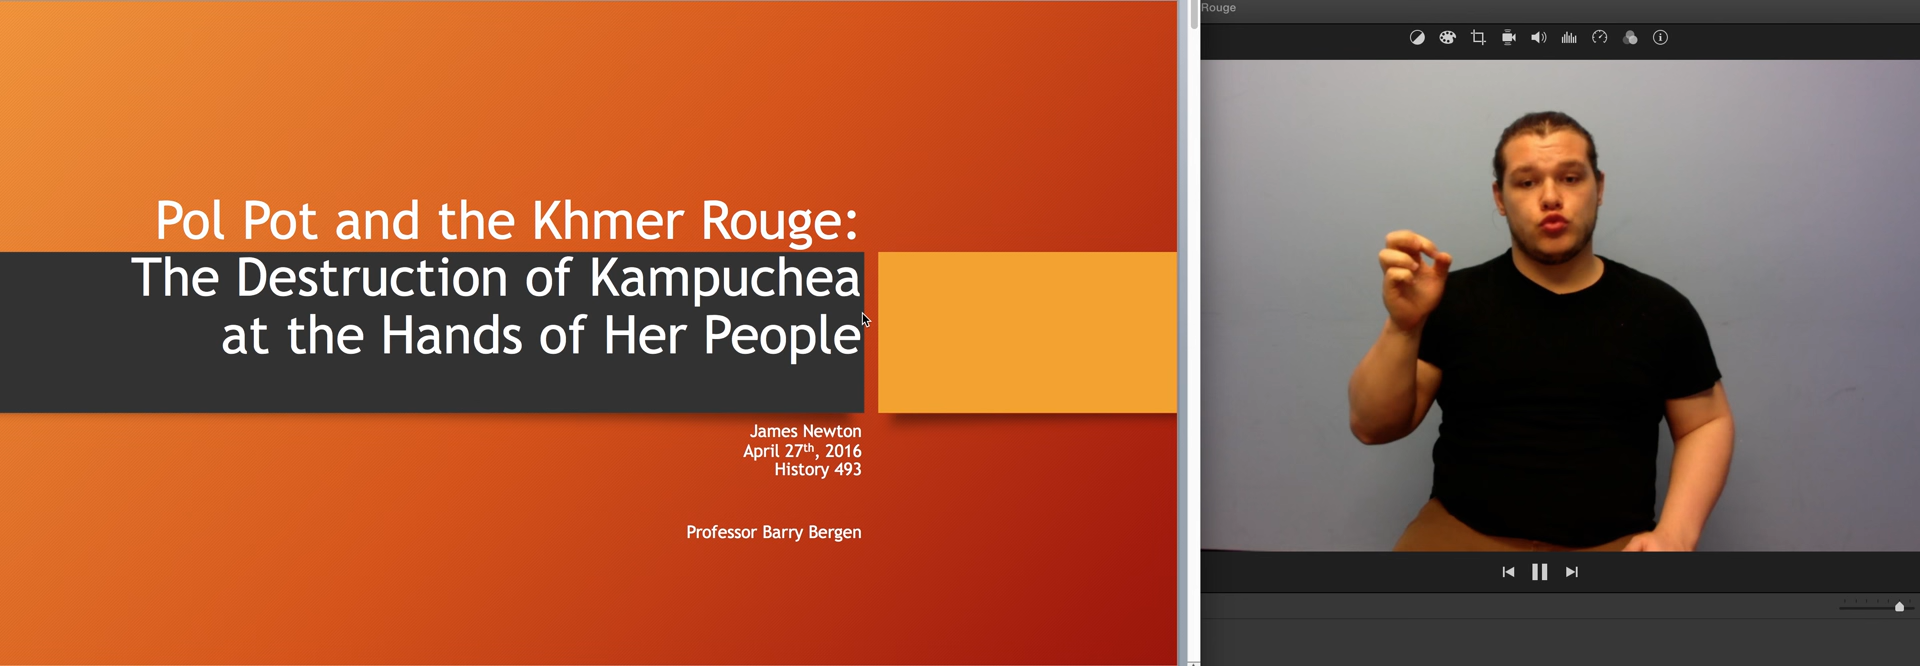 Pol Pot and the Khmer Rouge:
The Destruction of Kampuchea
at the Hands of Her People
James Newton
April 27th, 2016
History 493
Professor Barry Bergen
Rouge